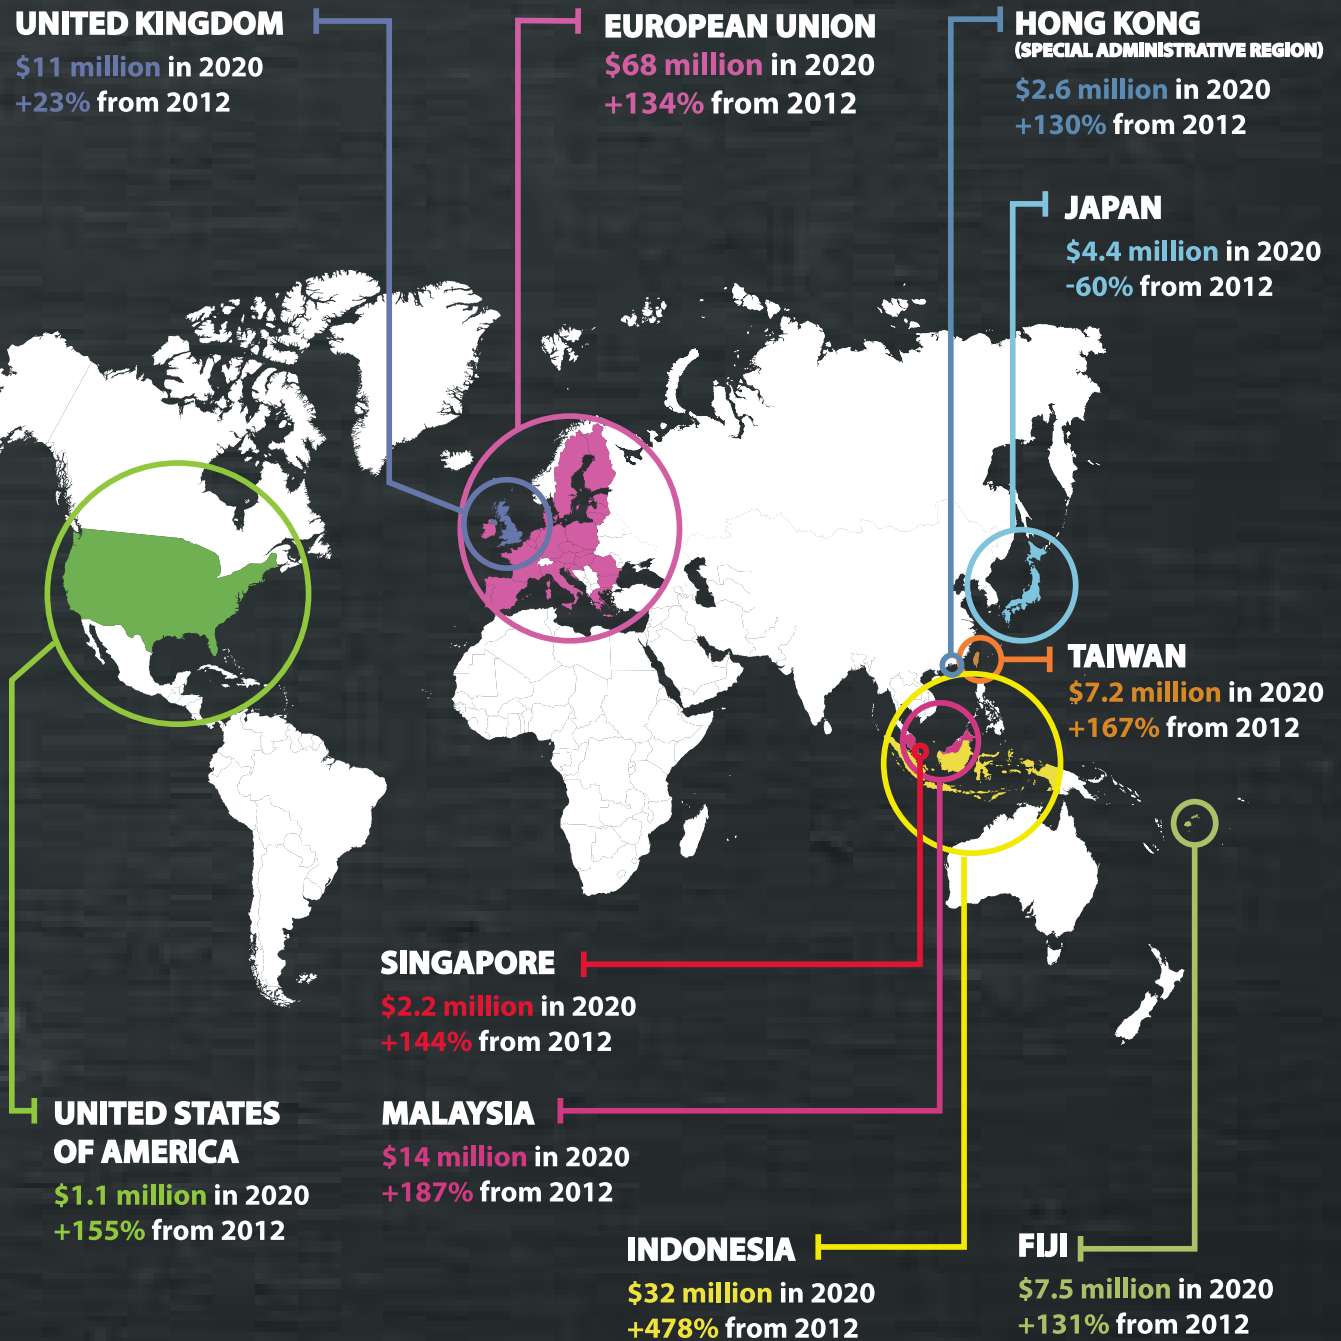 UNITED KINGDOM
$11 million in 2020
+23% from 2012
EUROPEAN UNION
$68 million in 2020
+134% from 2012
HONG KONG
(SPECIAL ADMINISTRATIVE REGION)
$2.6 million in 2020
+130% from 2012
JAPAN
$4.4 million in 2020
-60% from 2012
TAIWAN
$7.2 million in 2020
+167% from 2012
SINGAPORE
$2.2 million in 2020
+144% from 2012
UNITED STATES
OF AMERICA
$1.1 million in 2020
+155% from 2012
MALAYSIA
$14 million in 2020
+187% from 2012
INDONESIA
$32 million in 2020
+478% from 2012
FIJI
$7.5 million in 2020
+131% from 2012